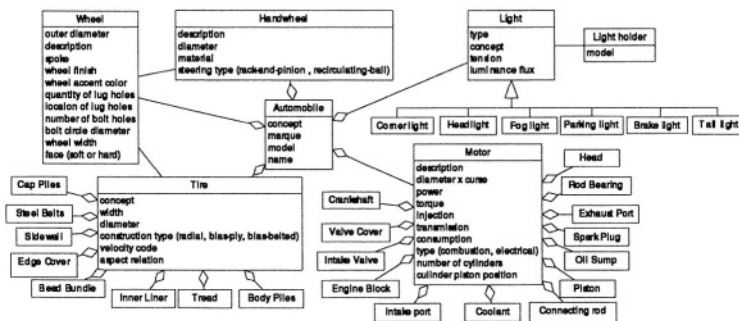 Wheel
outer diameter
description
spoke
wheel finish
wheel accent color
quantity of lug holes
locaion of lug holes
number of bolt holes
bolt circle diameter
wheel width
face (soft or hard)
Handwheel
description
diameter
material
steering type (rack-and-pinion , recirculating-ball)
Light
type
concept
tension
luminance flux
Light holder
model
Automobile
concept
marque
model
name
Corner light
Headlight
Fog light
Parking light
Brake light
Tail light
Tire
concept
width
diameter
construction type (radial, bias-ply, bias-belted)
velocity code
aspect relation
Cap Plies
Steel Belts
Sidewall
Edge Cover
Bead Bundle
Inner Liner
Tread
Body Plies
Motor
description
diameter x curse
power
torque
injection
transmission
consumption
type (combustion, electrical)
number of cylinders
culinder piston position
Crankshaft
Valve Cover
Intake Valve
Engine Block
Intake port
Coolant
Connecting rod
Head
Rod Bearing
Exhaust Port
Spark Plug
Oil Sump
Piston